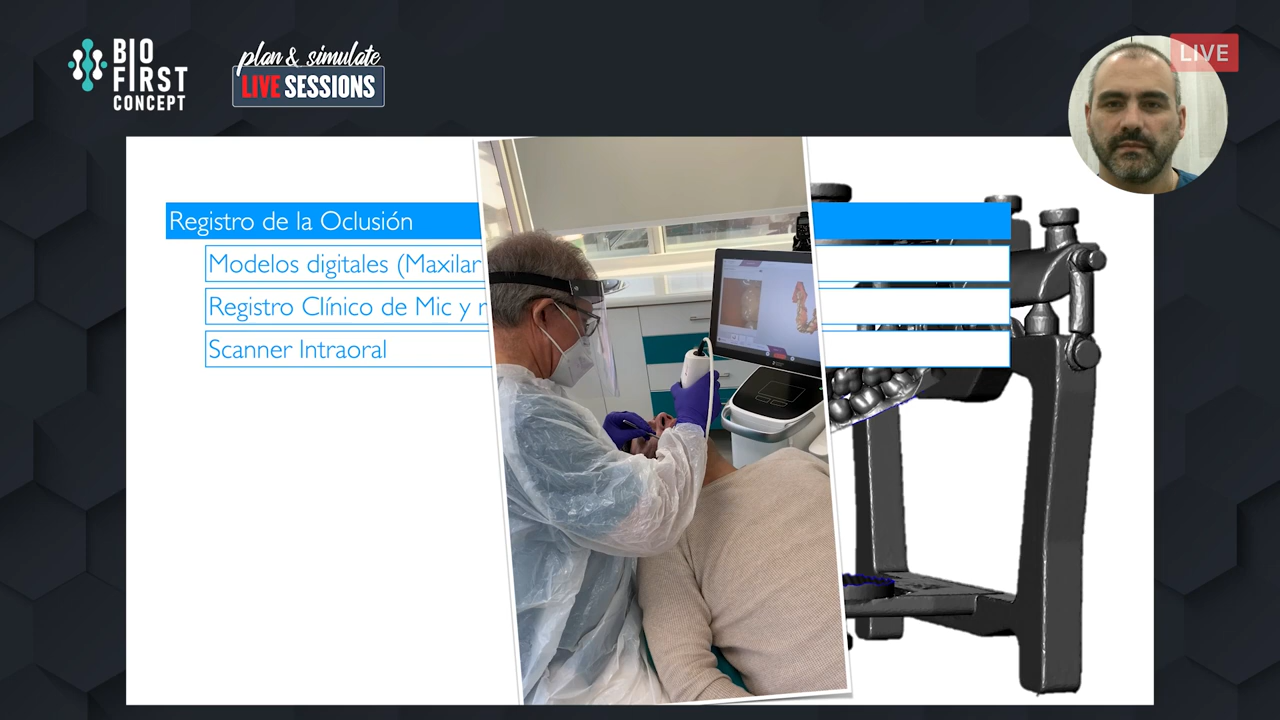 BIO
FIRST
CONCEPT
plan & simulate
LIVE SESSIONS
LIVE
Registro de la Oclusión
Modelos digitales (Maxilar
Registro Clínico de Mic y
Scanner Intraoral